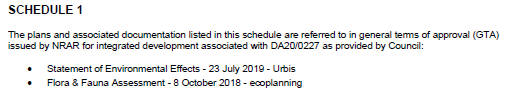 SCHEDULE 1
The plans and associated documentation listed in this schedule are referred to in general terms of approval (GTA)
issued by NRAR for integrated development associated with DA20/0227 as provided by Council:
• Statement of Environmental Effects - 23 July 2019 - Urbis
• Flora & Fauna Assessment - 8 October 2018 - ecoplanning